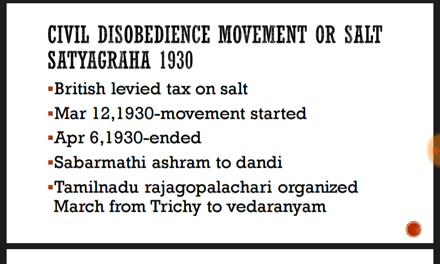 CIVIL DISOBEDIENCE MOVEMENT OR SALT
SATYAGRAHA 1930
▪British levied tax on salt
▪Mar 12,1930-movement started
▪Apr 6,1930-ended
▪Sabarmathi ashram to dandi
▪Tamilnadu rajagopalachari organized
March from Trichy to vedaranyam